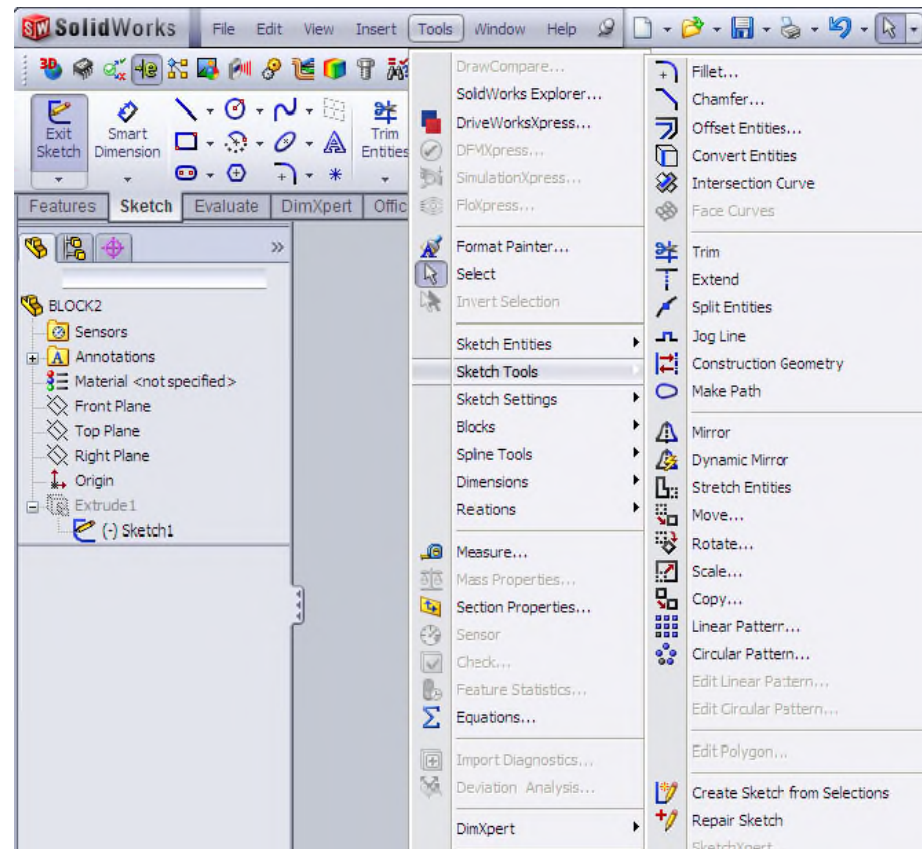 SolidWorks File Edit View Insert Tools Window Help
Exit Sketch
Smart Dimension
Trim Entities
Features Sketch Evaluate DimXpert Offic
BLOCK2
Sensors
Annotations
Material <not specified>
Front Plane
Top Plane
Right Plane
Origin
Extrude1
(-) Sketch1
DrawCompare...
SolidWorks Explorer...
DriveWorksXpress...
DFMXpress...
SimulationXpress...
FloXpress...
Format Painter...
Select
Invert Selection
Sketch Entities
Sketch Tools
Sketch Settings
Blocks
Spline Tools
Dimensions
Reations
Measure...
Mass Properties...
Section Properties...
Sensor
Check...
Feature Statistics...
Equations...
Import Diagnostics...
Deviation Analysis...
DimXpert
Fillet...
Chamfer...
Offset Entities...
Convert Entities
Intersection Curve
Face Curves
Trim
Extend
Split Entities
Jog Line
Construction Geometry
Make Path
Mirror
Dynamic Mirror
Stretch Entities
Move...
Rotate...
Scale...
Copy...
Linear Pattern...
Circular Pattern...
Edit Linear Pattern...
Edit Circular Pattern...
Edit Polygon...
Create Sketch from Selections
Repair Sketch
SketchXpert